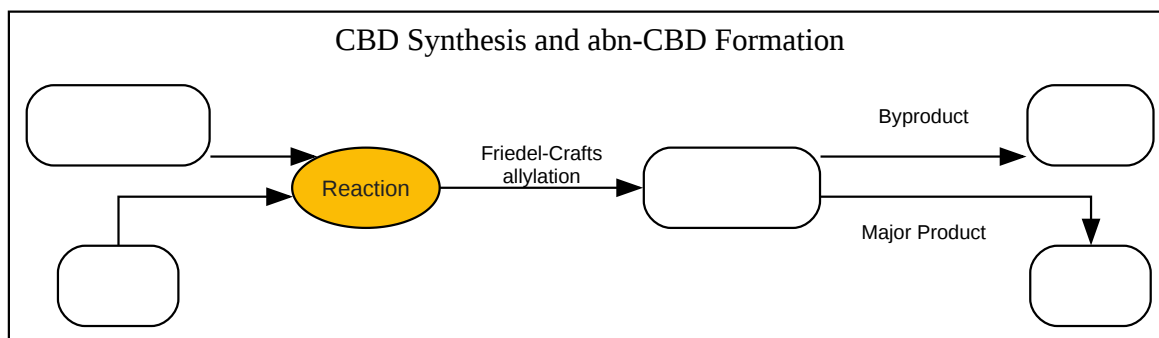 CBD Synthesis and abn-CBD Formation
Byproduct
Friedel-Crafts
allylation
Reaction
Major Product